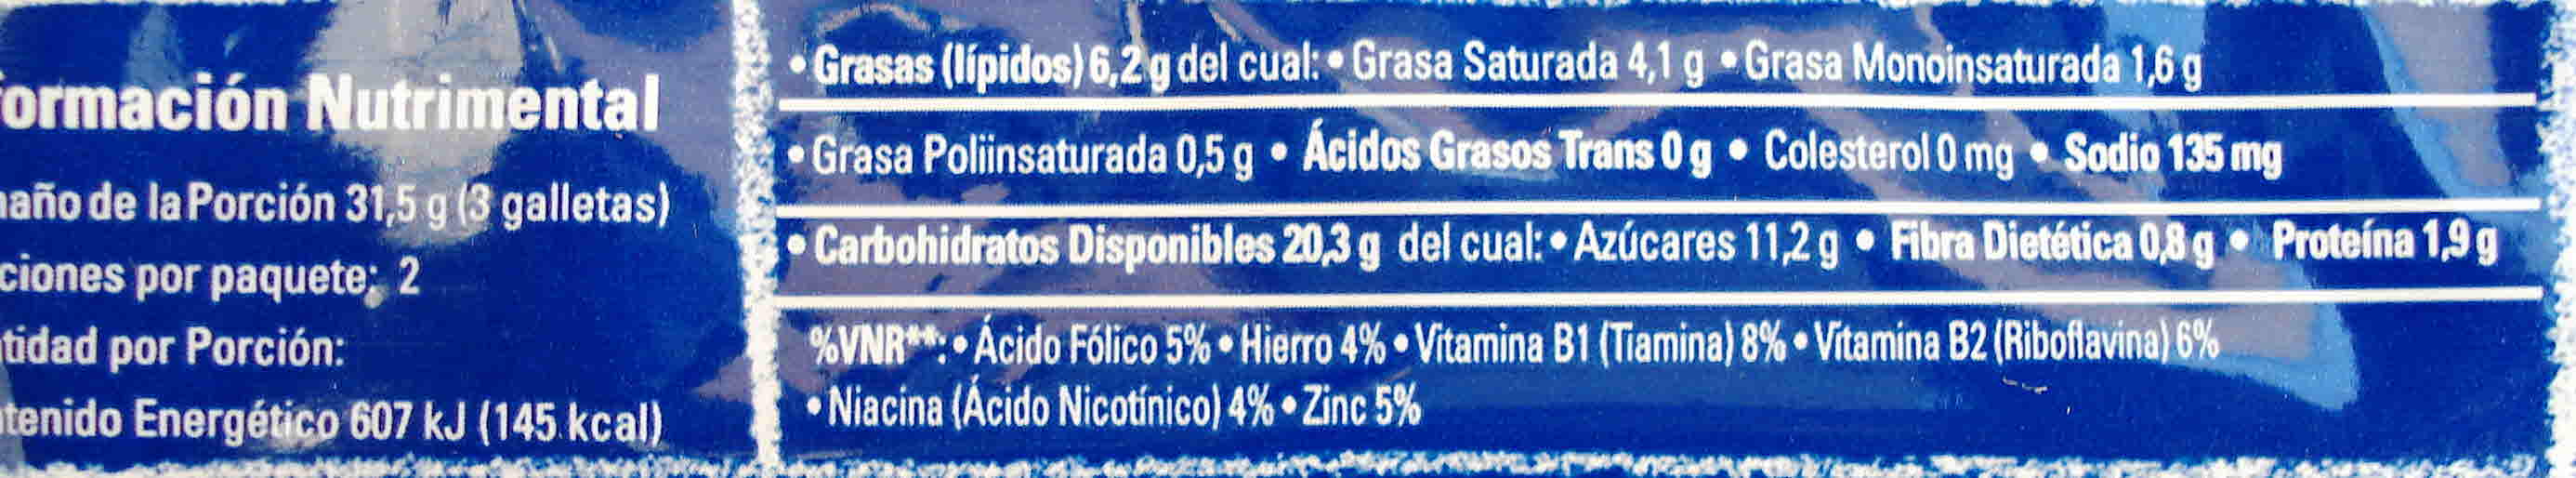 ormación Nutrimental
año de la Porción 31,5 g (3 galletas)
ciones por paquete: 2
tidad por Porción:
tenido Energético 607 kJ (145 kcal)
• Grasas (lípidos) 6,2 g del cual: • Grasa Saturada 4,1 g • Grasa Monoinsaturada 1,6 g
• Grasa Poliinsaturada 0,5 g • Ácidos Grasos Trans 0 g • Colesterol 0 mg • Sodio 135 mg
• Carbohidratos Disponibles 20,3 g del cual: • Azúcares 11,2 g • Fibra Dietética 0,8 g • Proteína 1,9 g
%VNR**: • Ácido Fólico 5% • Hierro 4% • Vitamina B1 (Tiamina) 8% • Vitamina B2 (Riboflavina) 6%
• Niacina (Ácido Nicotínico) 4% • Zinc 5%